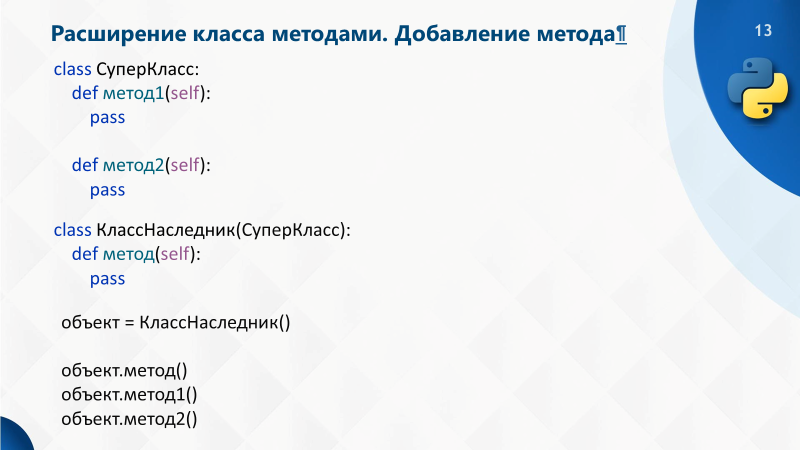 Расширение класса методами. Добавление метода¶
13
class СуперКласс:
    def метод1(self):
        pass

    def метод2(self):
        pass

class КлассНаследник(СуперКласс):
    def метод(self):
        pass

объект = КлассНаследник()

объект.метод()
объект.метод1()
объект.метод2()